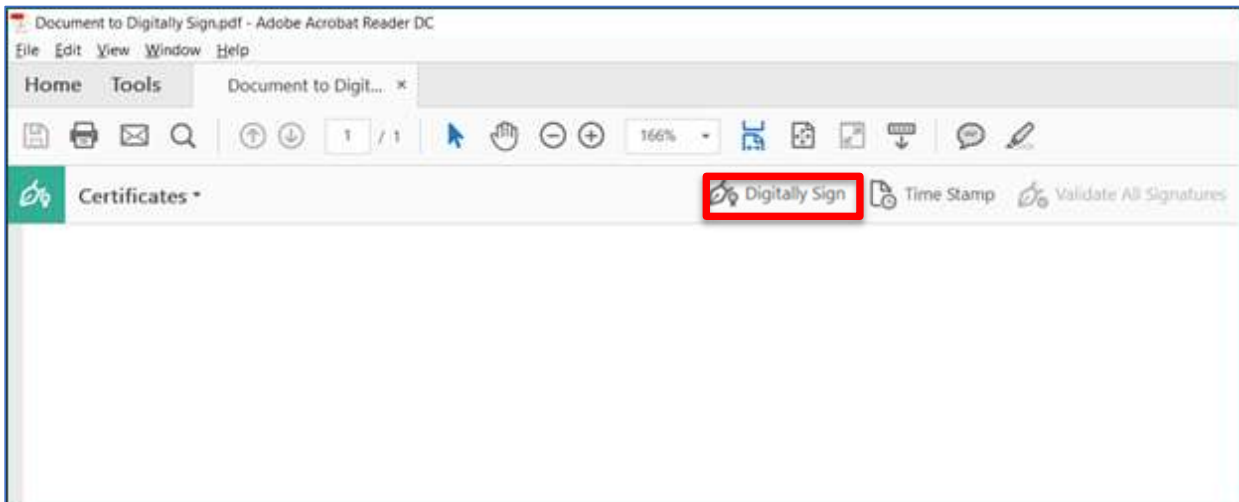 Document to Digitally Sign.pdf - Adobe Acrobat Reader DC
File Edit View Window Help
Home Tools Document to Digit... ×
1 / 1 166%
Certificates Digitally Sign Time Stamp Validate All Signatures